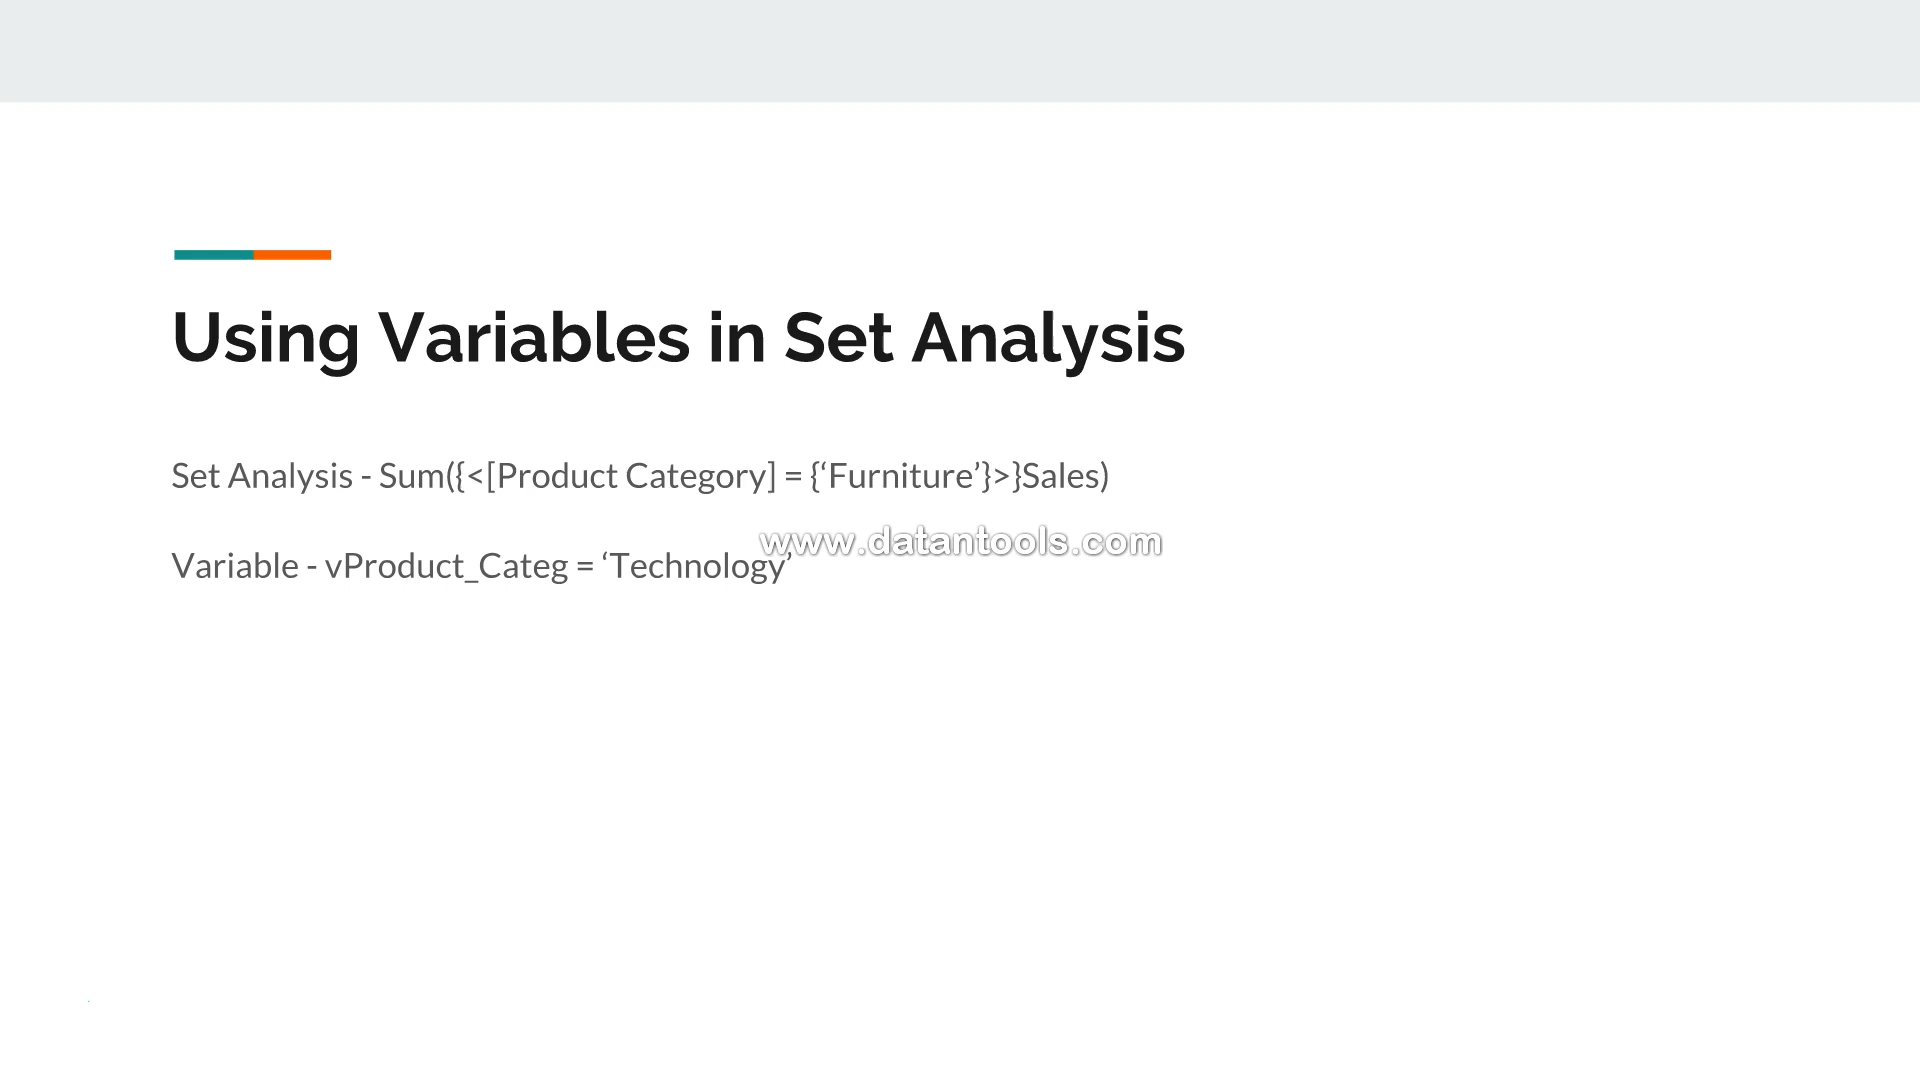 Using Variables in Set Analysis
Set Analysis - Sum({<[Product Category] = {‘Furniture’}>}Sales)
www.datantools.com
Variable - vProduct_Categ = ‘Technology’